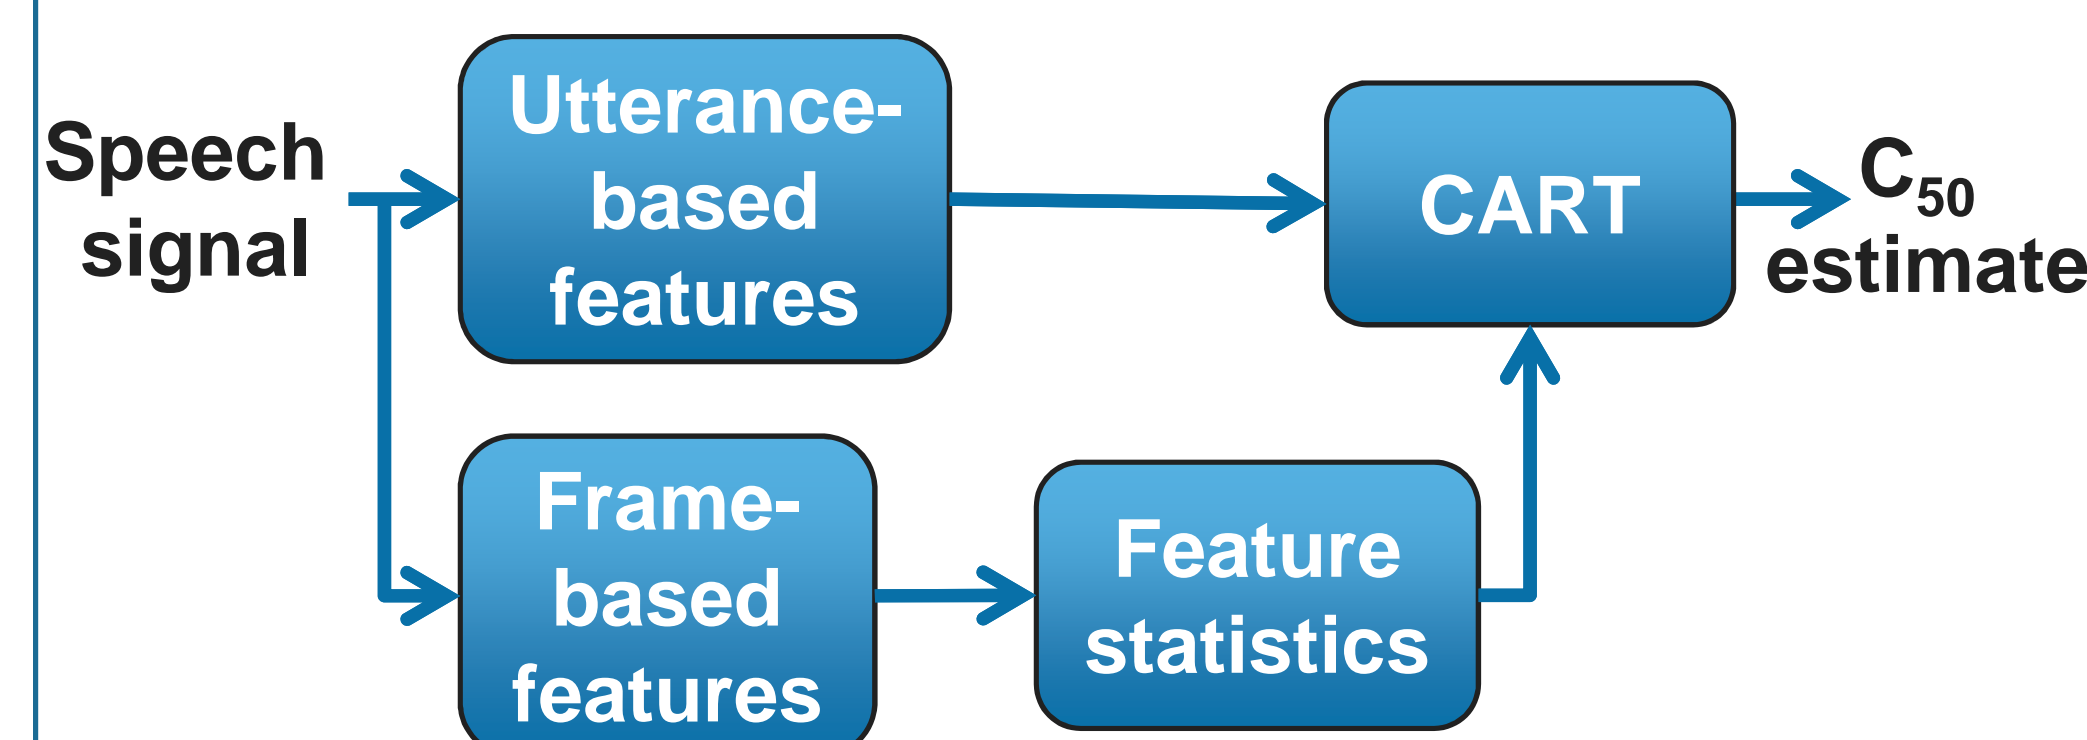 Speech
signal
Utterance-
based
features
CART
C50
estimate
Frame-
based
features
Feature
statistics